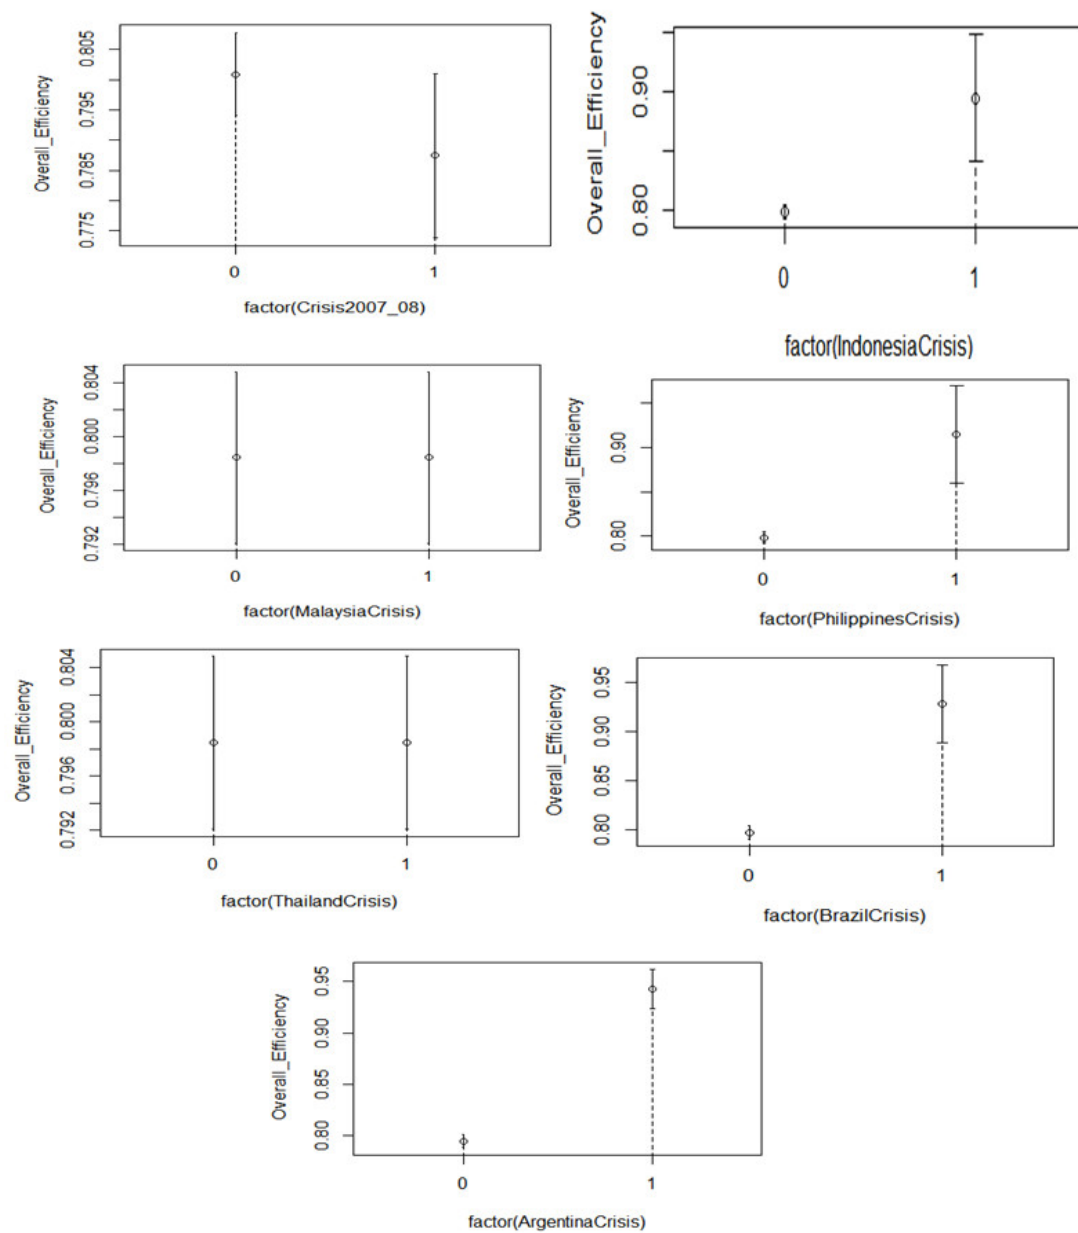 Overall_Efficiency
0.805
0.795
0.785
0.775
0 1
factor(Crisis2007_08)
Overall_Efficiency
0.90
0.80
0 1
factor(IndonesiaCrisis)
Overall_Efficiency
0.804
0.800
0.796
0.792
0 1
factor(MalaysiaCrisis)
Overall_Efficiency
0.90
0.80
0 1
factor(PhilippinesCrisis)
Overall_Efficiency
0.804
0.800
0.796
0.792
0 1
factor(ThailandCrisis)
Overall_Efficiency
0.95
0.90
0.85
0.80
0 1
factor(BrazilCrisis)
Overall_Efficiency
0.95
0.90
0.85
0.80
0 1
factor(ArgentinaCrisis)